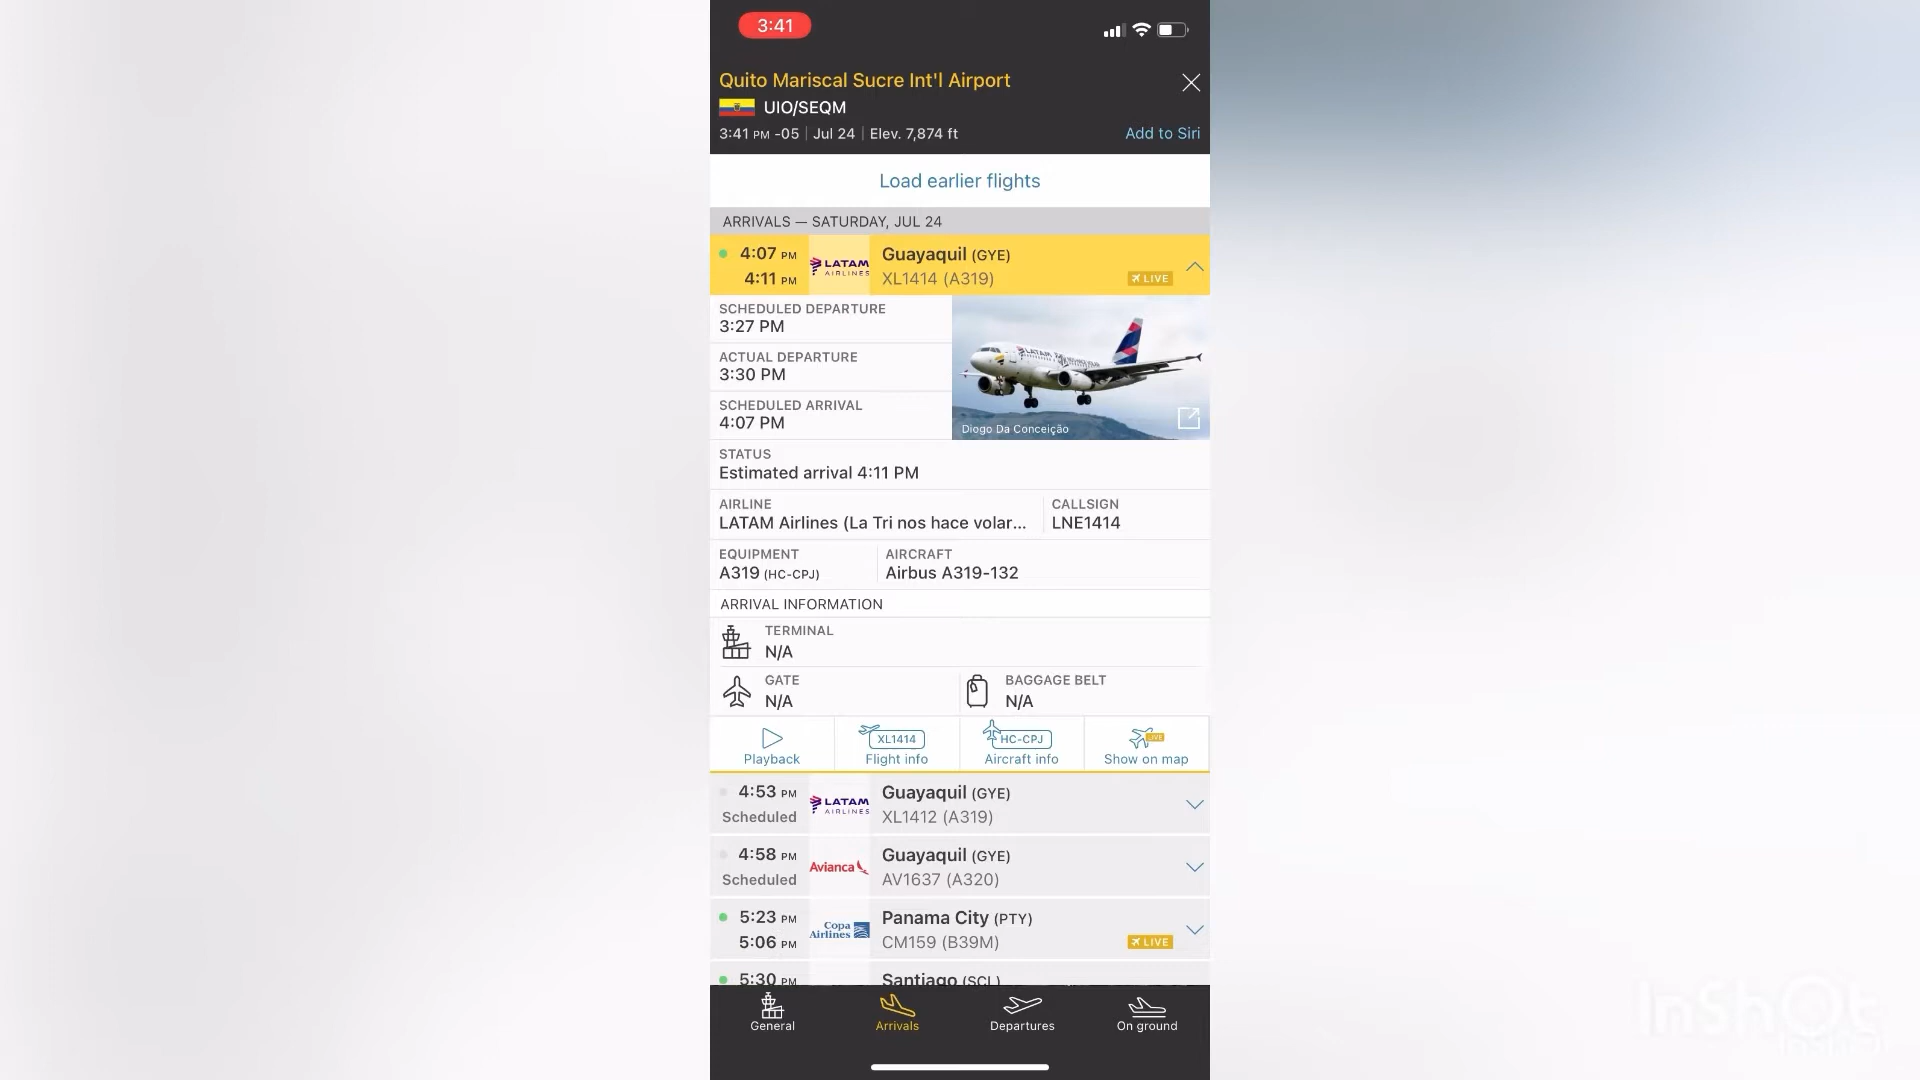 3:41
Quito Mariscal Sucre Int'l Airport
UIO/SEQM
3:41 PM -05 | Jul 24 | Elev. 7,874 ft
Add to Siri
Load earlier flights
ARRIVALS — SATURDAY, JUL 24
4:07 PM
LATAM AIRLINES
Guayaquil (GYE)
4:11 PM
XL1414 (A319)
LIVE
SCHEDULED DEPARTURE
3:27 PM
ACTUAL DEPARTURE
3:30 PM
SCHEDULED ARRIVAL
4:07 PM
LATAM
Diogo Da Conceição
STATUS
Estimated arrival 4:11 PM
AIRLINE
LATAM Airlines (La Tri nos hace volar...
CALLSIGN
LNE1414
EQUIPMENT
A319 (HC-CPJ)
AIRCRAFT
Airbus A319-132
ARRIVAL INFORMATION
TERMINAL
N/A
GATE
N/A
BAGGAGE BELT
N/A
Playback
XL1414
Flight info
HC-CPJ
Aircraft info
LIVE
Show on map
4:53 PM
Scheduled
LATAM AIRLINES
Guayaquil (GYE)
XL1412 (A319)
4:58 PM
Scheduled
Avianca
Guayaquil (GYE)
AV1637 (A320)
5:23 PM
5:06 PM
Copa Airlines
Panama City (PTY)
CM159 (B39M)
LIVE
5:30 PM
Santiago (SCL)
General
Arrivals
Departures
On ground
InShOt